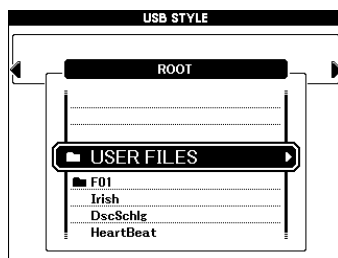 USB STYLE
ROOT
USER FILES
F01
Irish
DscSchlg
HeartBeat